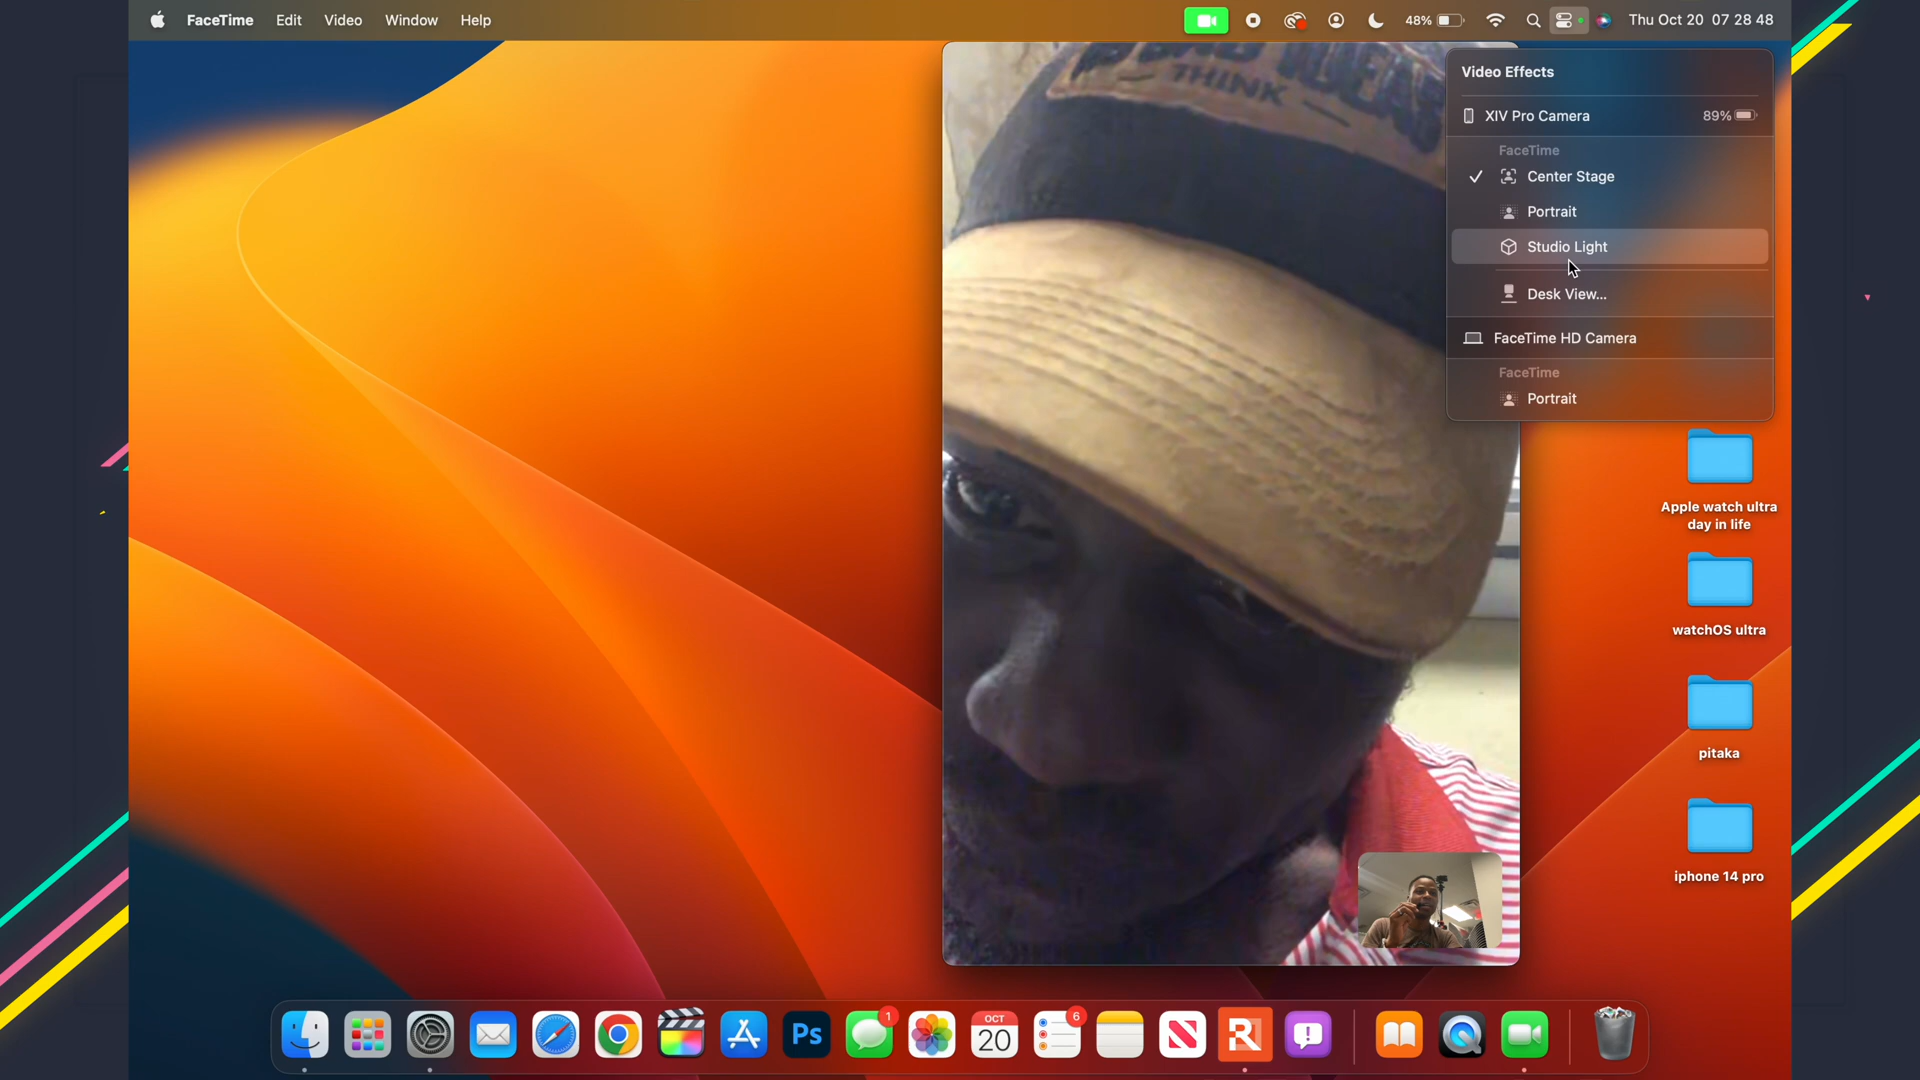 FaceTime Edit Video Window Help 48% Thu Oct 20 07 28 48
Video Effects
XIV Pro Camera 89%
FaceTime
Center Stage
Portrait
Studio Light
Desk View...
FaceTime HD Camera
FaceTime
Portrait
THINK
Apple watch ultra
day in life
watchOS ultra
pitaka
iphone 14 pro
Ps
1
OCT
20
6